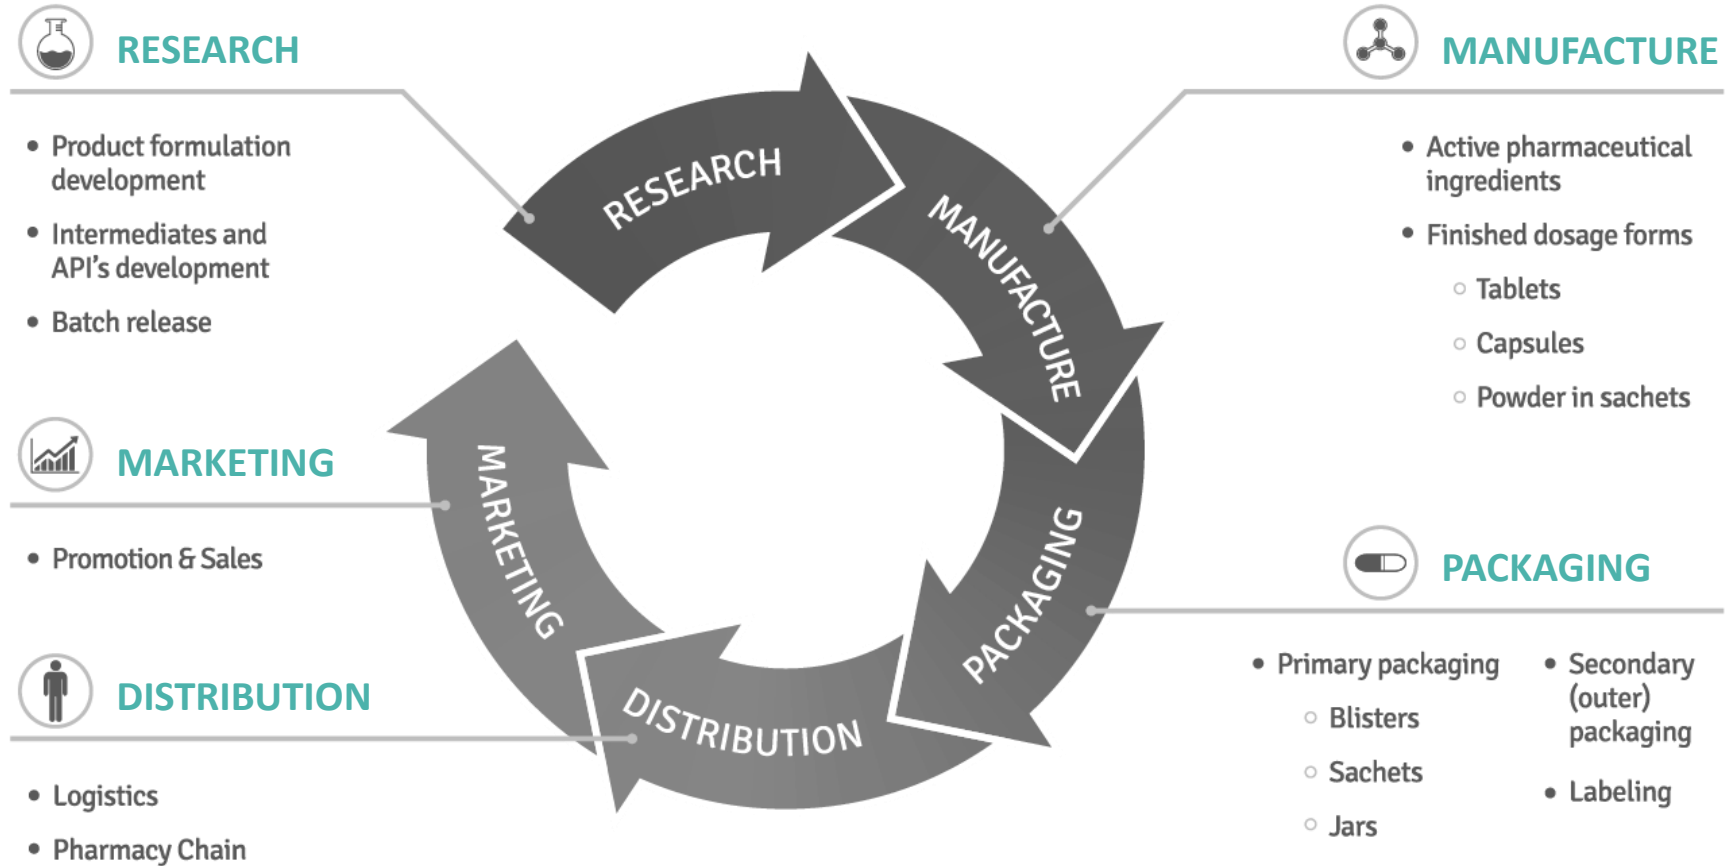 RESEARCH
• Product formulation
development
• Intermediates and
API's development
• Batch release
MARKETING
• Promotion & Sales
DISTRIBUTION
• Logistics
• Pharmacy Chain
RESEARCH
MANUFACTURE
PACKAGING
DISTRIBUTION
MARKETING
MANUFACTURE
• Active pharmaceutical
ingredients
• Finished dosage forms
○ Tablets
○ Capsules
○ Powder in sachets
PACKAGING
• Primary packaging
○ Blisters
○ Sachets
○ Jars
• Secondary
(outer)
packaging
• Labeling